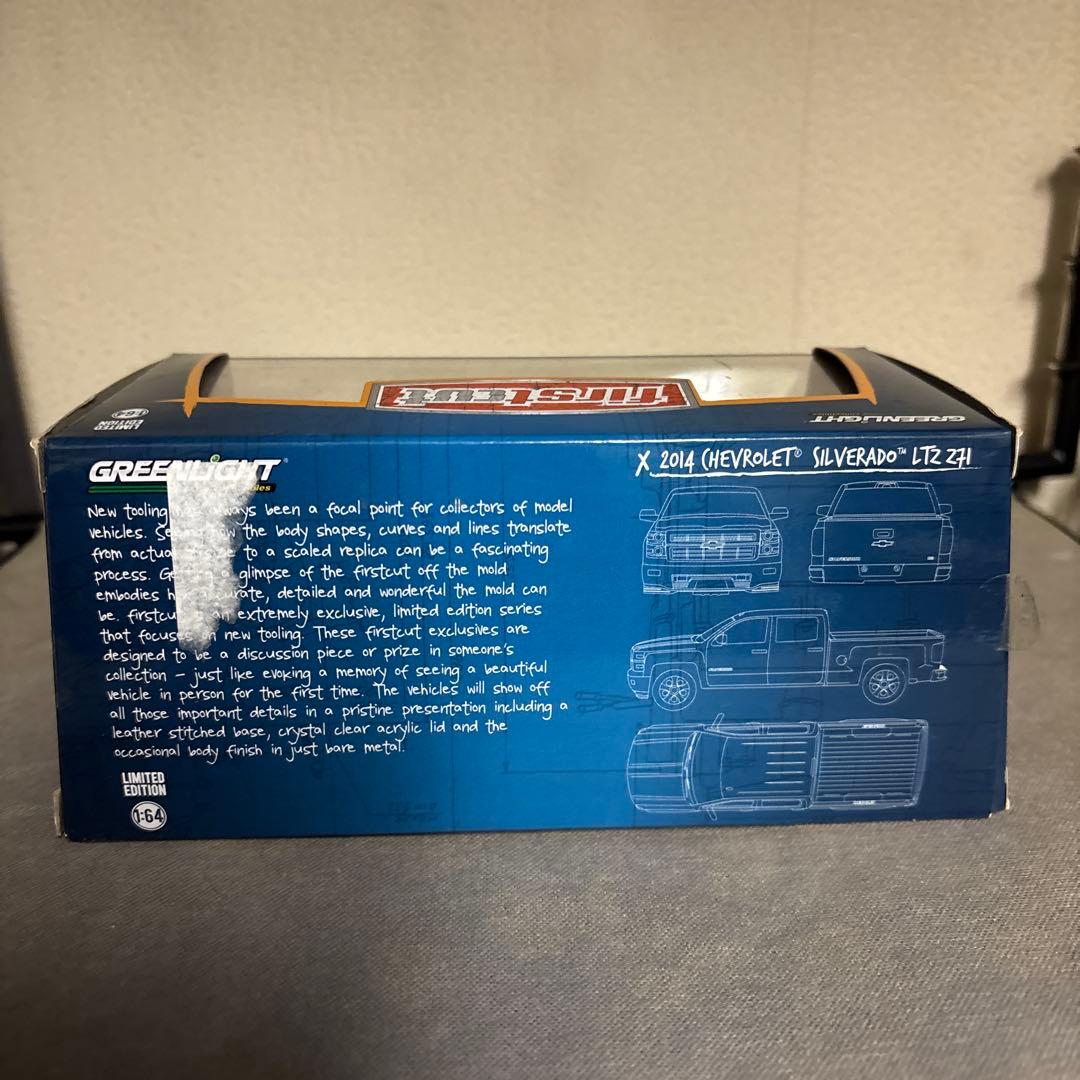 firstcut
1:64
LIMITED
EDITION
GREENLIGHT
GREENLIGHT®
X 2014 CHEVROLET® SILVERADO™ LTZ Z71
New tooling always been a focal point for collectors of model
vehicles. the body shapes, curves and lines translate
from actual to a scaled replica can be a fascinating
process. glimpse of the firstcut off the mold
embodies accurate, detailed and wonderful the mold can
be. firstcut an extremely exclusive, limited edition series
that focuses on new tooling. These firstcut exclusives are
designed to be a discussion piece or prize in someone's
collection – just like evoking a memory of seeing a beautiful
vehicle in person for the first time. The vehicles will show off
all those important details in a pristine presentation including a
leather stitched base, crystal clear acrylic lid and the
occasional body finish in just bare metal.
LIMITED
EDITION
1:64